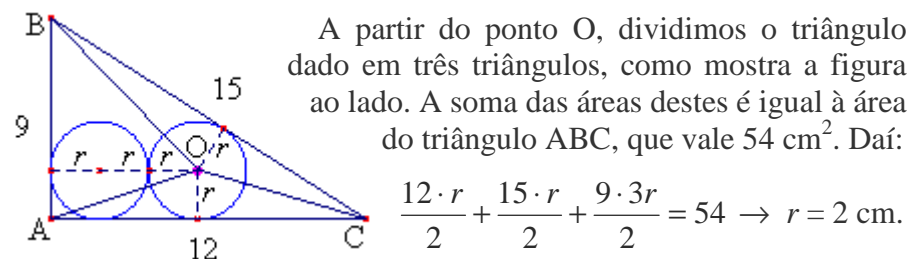 B
9
15
r r r O r
r
A
12
C
A partir do ponto O, dividimos o triângulo
dado em três triângulos, como mostra a figura
ao lado. A soma das áreas destes é igual à área
do triângulo ABC, que vale 54 cm². Daí:
12·r/2 + 15·r/2 + 9·3r/2 = 54 → r = 2 cm.